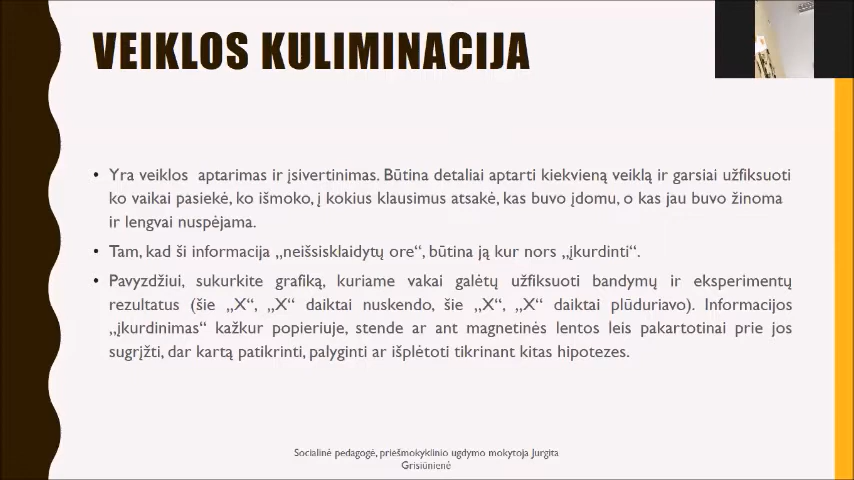 VEIKLOS KULIMINACIJA
• Yra veiklos aptarimas ir įsivertinimas. Būtina detaliai aptarti kiekvieną veiklą ir garsiai užfiksuoti
ko vaikai pasiekė, ko išmoko, į kokius klausimus atsakė, kas buvo įdomu, o kas jau buvo žinoma
ir lengvai nuspėjama.
• Tam, kad ši informacija „neišsisklaidytų ore“, būtina ją kur nors „įkurdinti“.
• Pavyzdžiui, sukurkite grafiką, kuriame vakai galėtų užfiksuoti bandymų ir eksperimentų
rezultatus (šie „X“, „X“ daiktai nuskendo, šie „X“, „X“ daiktai plūduriavo). Informacijos
„įkurdinimas“ kažkur popieriuje, stende ar ant magnetinės lentos leis pakartotinai prie jos
sugrįžti, dar kartą patikrinti, palyginti ar išplėtoti tikrinant kitas hipotezes.
Socialinė pedagogė, priešmokyklinio ugdymo mokytoja Jurgita
Grisiūnienė